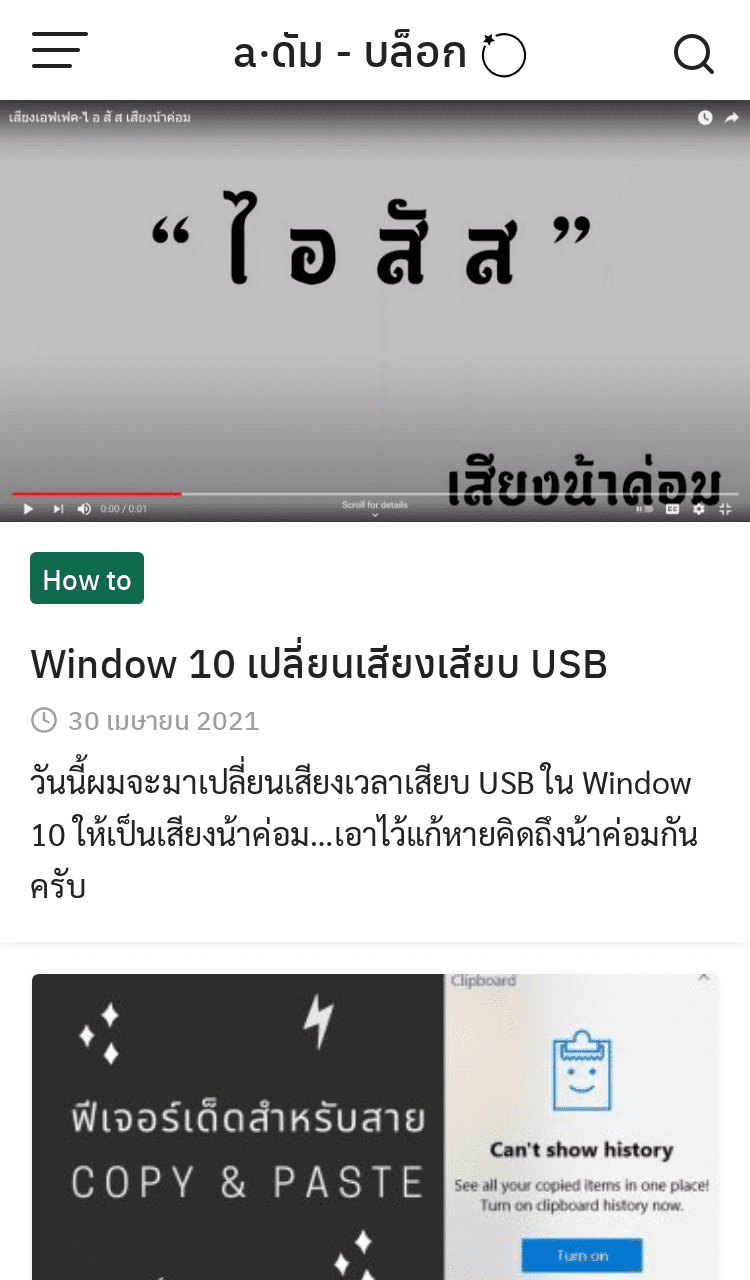 a·ดัม - บล็อก
เสียงเอฟเฟค-ไ อ สั ส เสียงน้าค่อม
“ ไ อ สั ส ”
เสียงน้าค่อม
0:00 / 0:01
Scroll for details
How to
Window 10 เปลี่ยนเสียงเสียบ USB
30 เมษายน 2021
วันนี้ผมจะมาเปลี่ยนเสียงเวลาเสียบ USB ใน Window
10 ให้เป็นเสียงน้าค่อม...เอาไว้แก้หายคิดถึงน้าค่อมกัน
ครับ
ฟีเจอร์เด็ดสำหรับสาย
COPY & PASTE
Clipboard
Can't show history
See all your copied items in one place!
Turn on clipboard history now.
Turn on